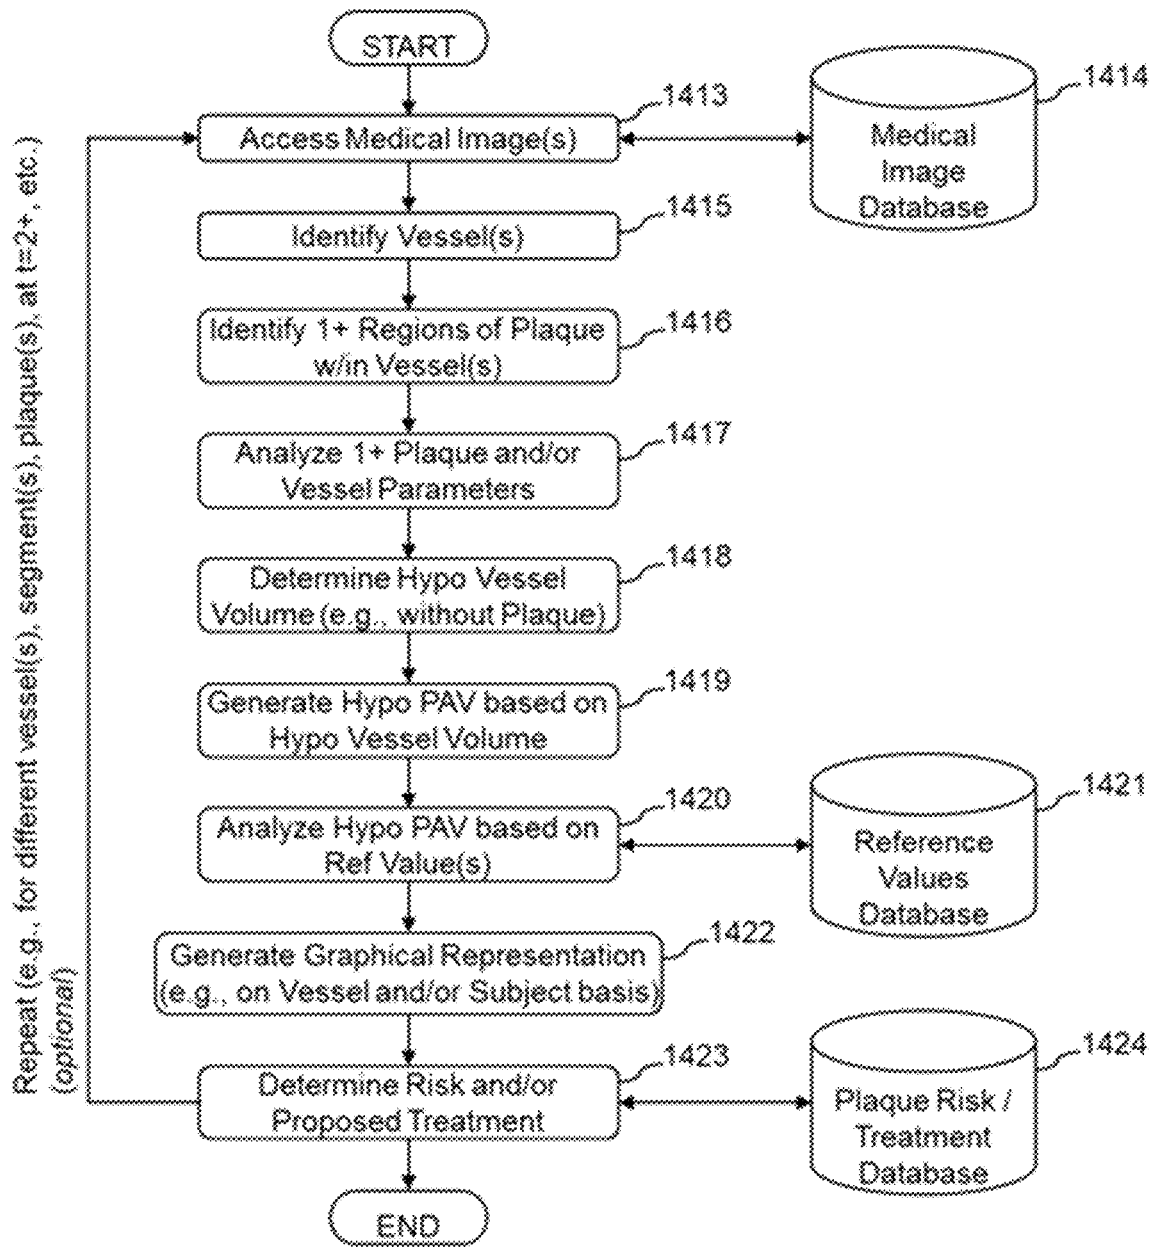 START
1413
Access Medical Image(s)
1414
Medical
Image
Database
1415
Identify Vessel(s)
1416
Identify 1+ Regions of Plaque
w/in Vessel(s)
1417
Analyze 1+ Plaque and/or
Vessel Parameters
1418
Determine Hypo Vessel
Volume (e.g., without Plaque)
1419
Generate Hypo PAV based on
Hypo Vessel Volume
1420
Analyze Hypo PAV based on
Ref Value(s)
1421
Reference
Values
Database
1422
Generate Graphical Representation
(e.g., on Vessel and/or Subject basis)
1423
Determine Risk and/or
Proposed Treatment
1424
Plaque Risk /
Treatment
Database
END
Repeat (e.g., for different vessel(s), segment(s), plaque(s), at t=2+, etc.)
(optional)